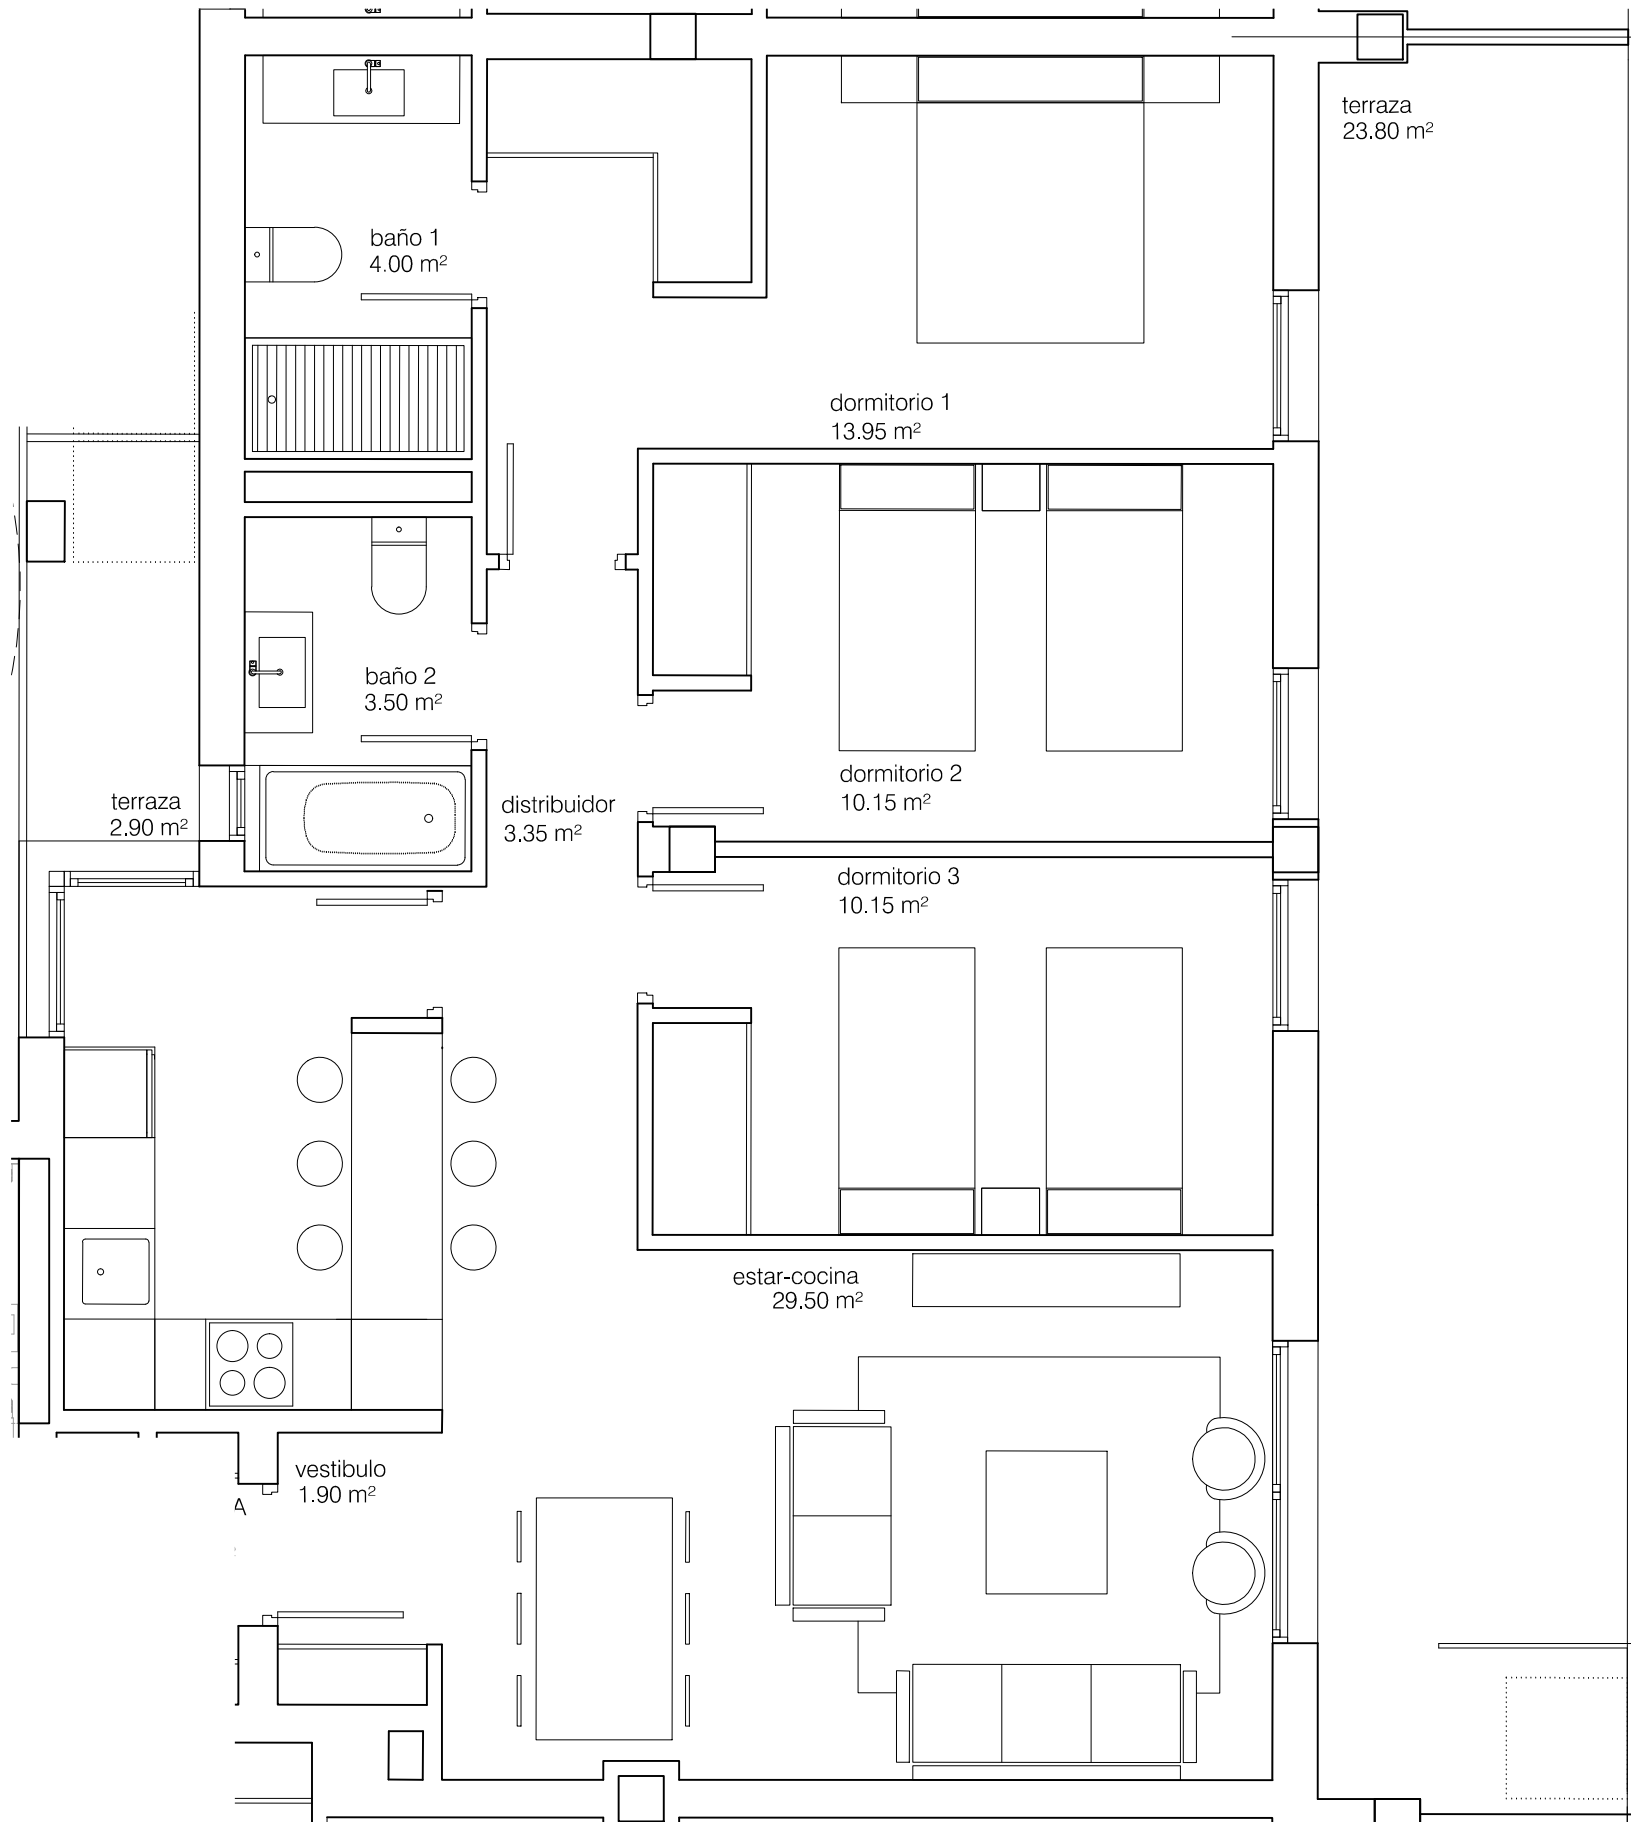 terraza
23.80 m²
baño 1
4.00 m²
dormitorio 1
13.95 m²
baño 2
3.50 m²
dormitorio 2
10.15 m²
terraza
2.90 m²
distribuidor
3.35 m²
dormitorio 3
10.15 m²
estar-cocina
29.50 m²
vestibulo
1.90 m²
A